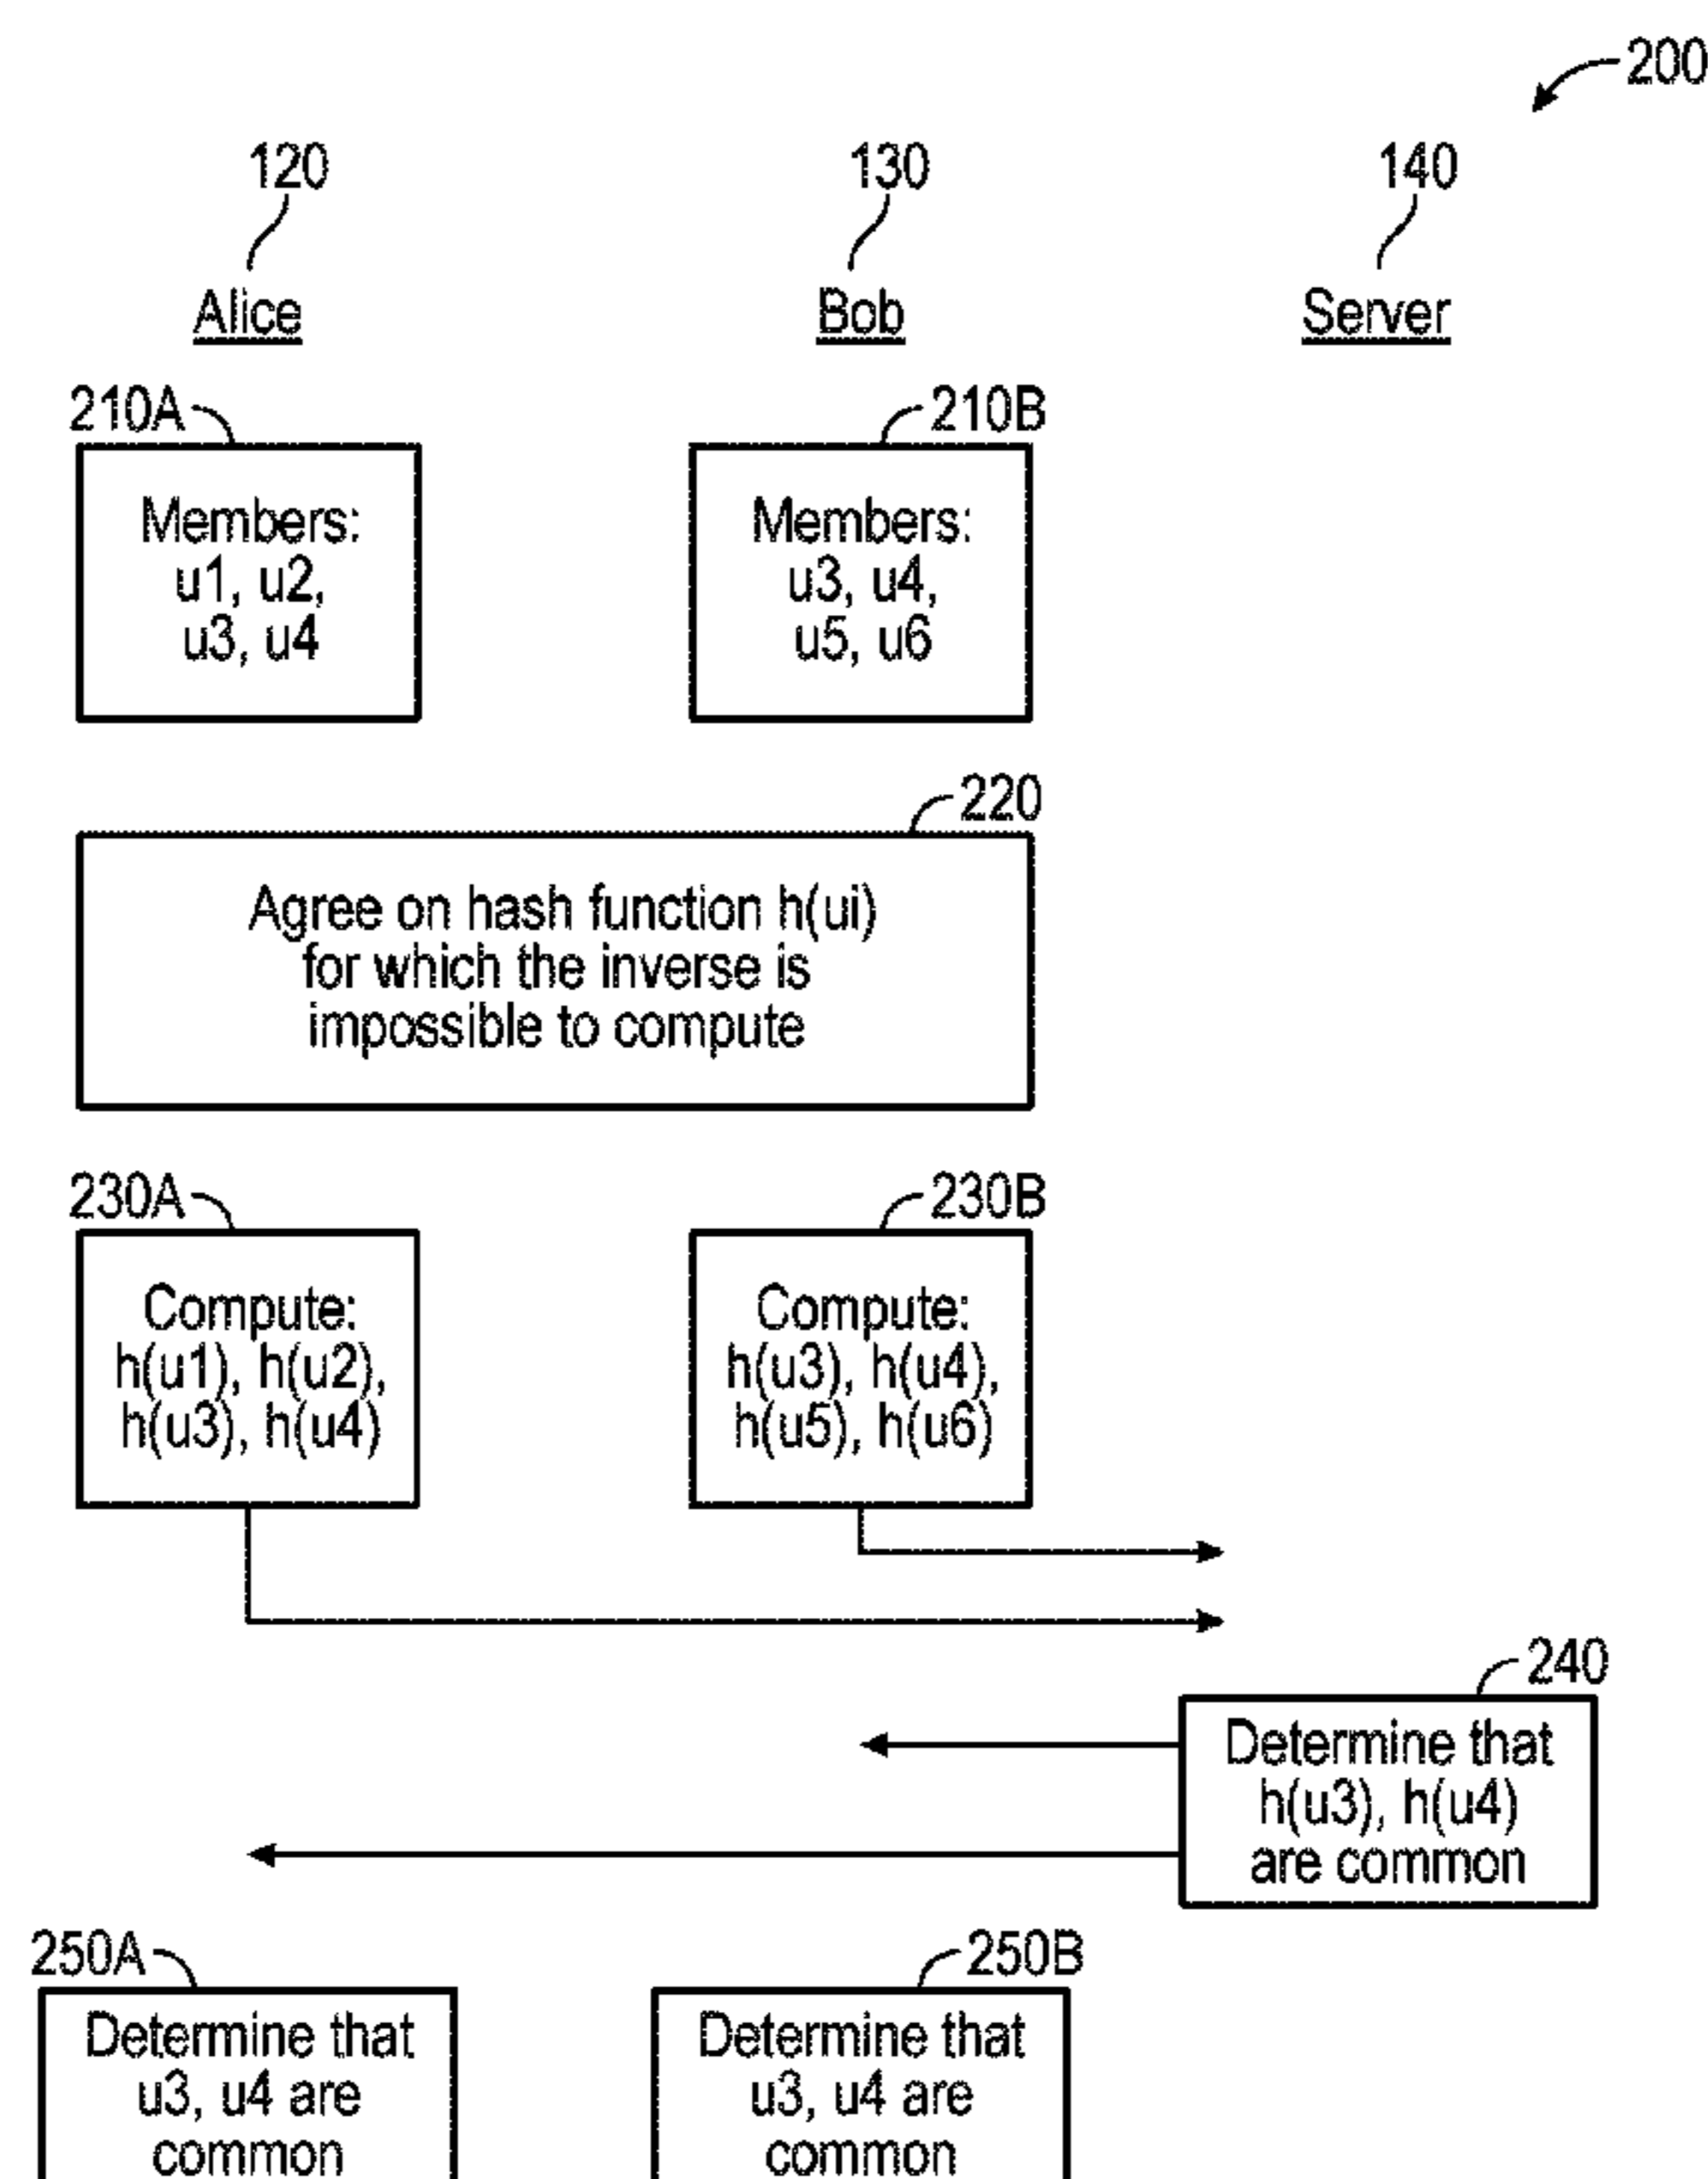 200
120
130
140
Alice
Bob
Server
210A
210B
Members:
u1, u2,
u3, u4
Members:
u3, u4,
u5, u6
220
Agree on hash function h(ui)
for which the inverse is
impossible to compute
230A
230B
Compute:
h(u1), h(u2),
h(u3), h(u4)
Compute:
h(u3), h(u4),
h(u5), h(u6)
240
Determine that
h(u3), h(u4)
are common
250A
250B
Determine that
u3, u4 are
common
Determine that
u3, u4 are
common